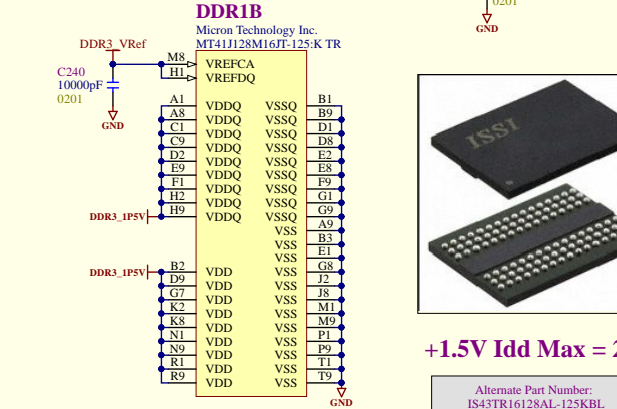 0201
GND
DDR1B
Micron Technology Inc.
MT41J128M16JT-125:K TR
DDR3_VRef
C240
10000pF
0201
GND
M8 VREFCA
H1 VREFDQ
A1 VDDQ VSSQ B1
A8 VDDQ VSSQ B9
C1 VDDQ VSSQ D1
C9 VDDQ VSSQ D8
D2 VDDQ VSSQ E2
E9 VDDQ VSSQ E8
F1 VDDQ VSSQ F9
H2 VDDQ VSSQ G1
DDR3_1P5V H9 VDDQ VSSQ G9
VSS A9
VSS B3
VSS E1
DDR3_1P5V B2 VDD VSS G8
D9 VDD VSS J2
G7 VDD VSS J8
K2 VDD VSS M1
K8 VDD VSS M9
N1 VDD VSS P1
N9 VDD VSS P9
R1 VDD VSS T1
R9 VDD VSS T9
GND
ISSI
+1.5V Idd Max = 2
Alternate Part Number:
IS43TR16128AL-125KBL